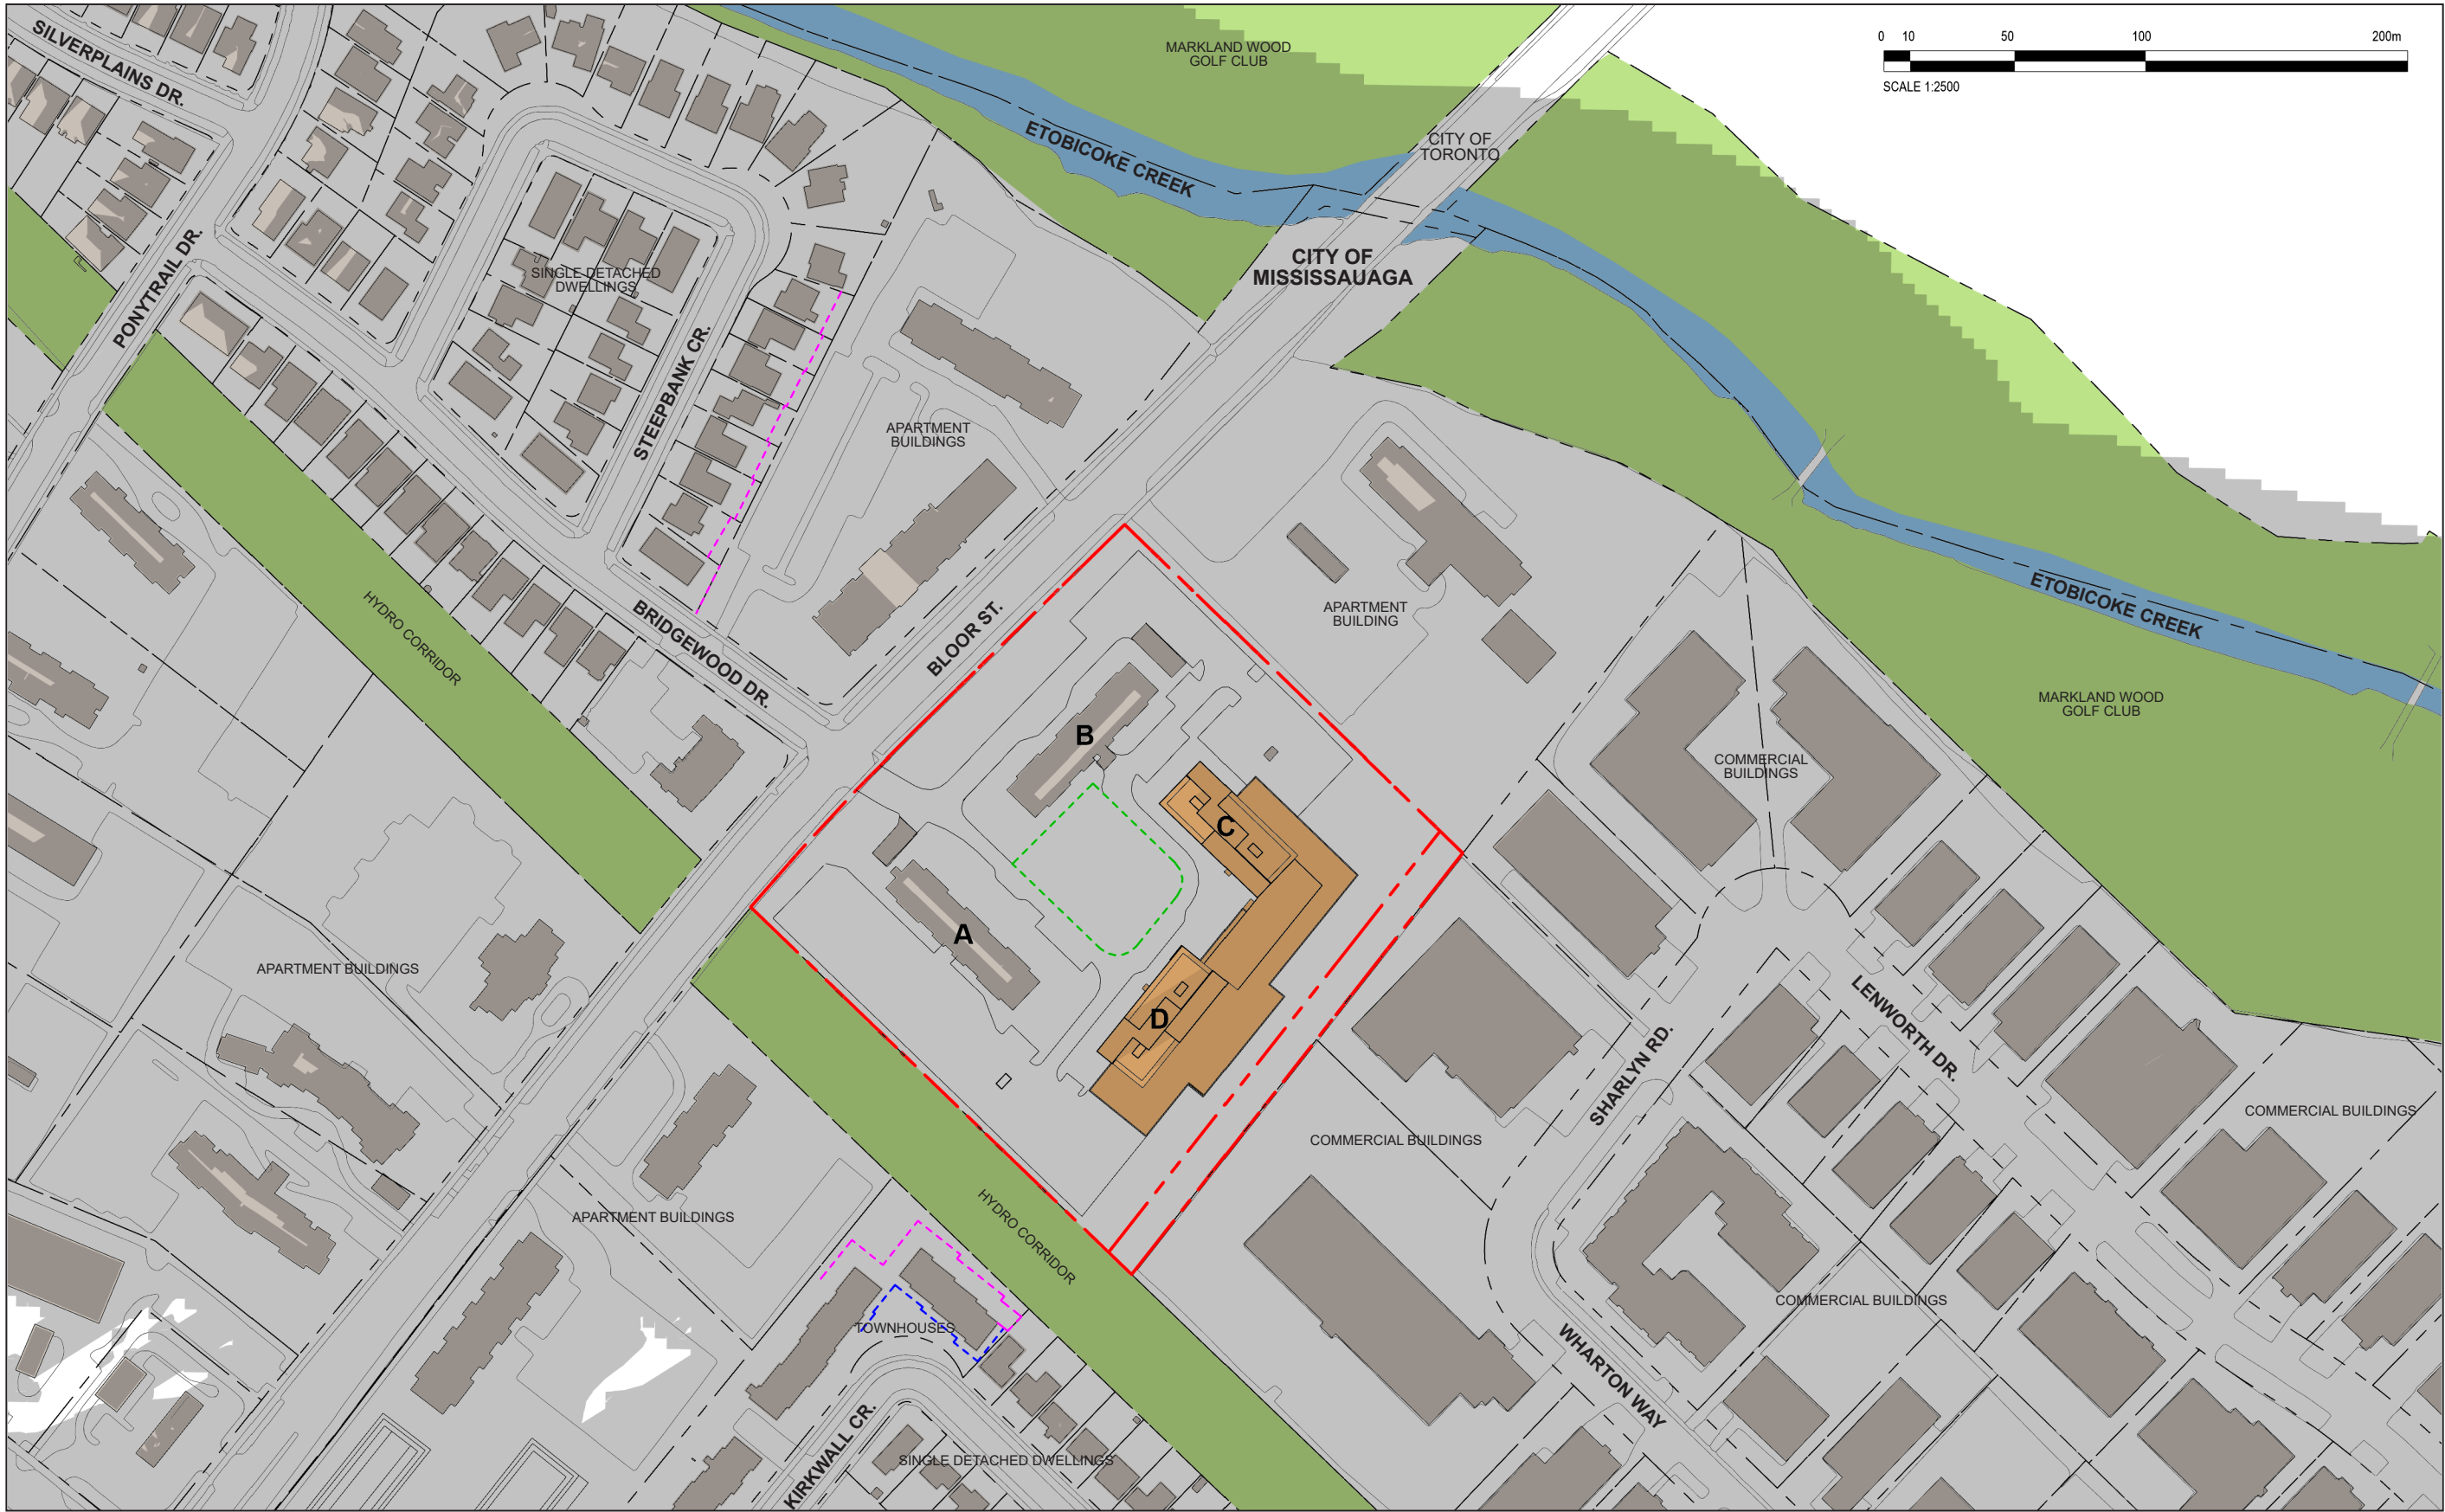 SILVERPLAINS DR.
MARKLAND WOOD
GOLF CLUB
0 10 50 100 200m
SCALE 1:2500
ETOBICOKE CREEK
CITY OF
TORONTO
CITY OF
MISSISSAUAGA
PONYTRAIL DR.
SINGLE DETACHED
DWELLINGS
STEEPBANK CR.
APARTMENT
BUILDINGS
HYDRO CORRIDOR
BRIDGEWOOD DR.
BLOOR ST.
APARTMENT
BUILDING
ETOBICOKE CREEK
MARKLAND WOOD
GOLF CLUB
B
COMMERCIAL
BUILDINGS
C
A
APARTMENT BUILDINGS
D
LENWORTH DR.
SHARLYN RD.
COMMERCIAL BUILDINGS
COMMERCIAL BUILDINGS
APARTMENT BUILDINGS
HYDRO CORRIDOR
COMMERCIAL BUILDINGS
TOWNHOUSES
WHARTON WAY
KIRKWALL CR.
SINGLE DETACHED DWELLINGS